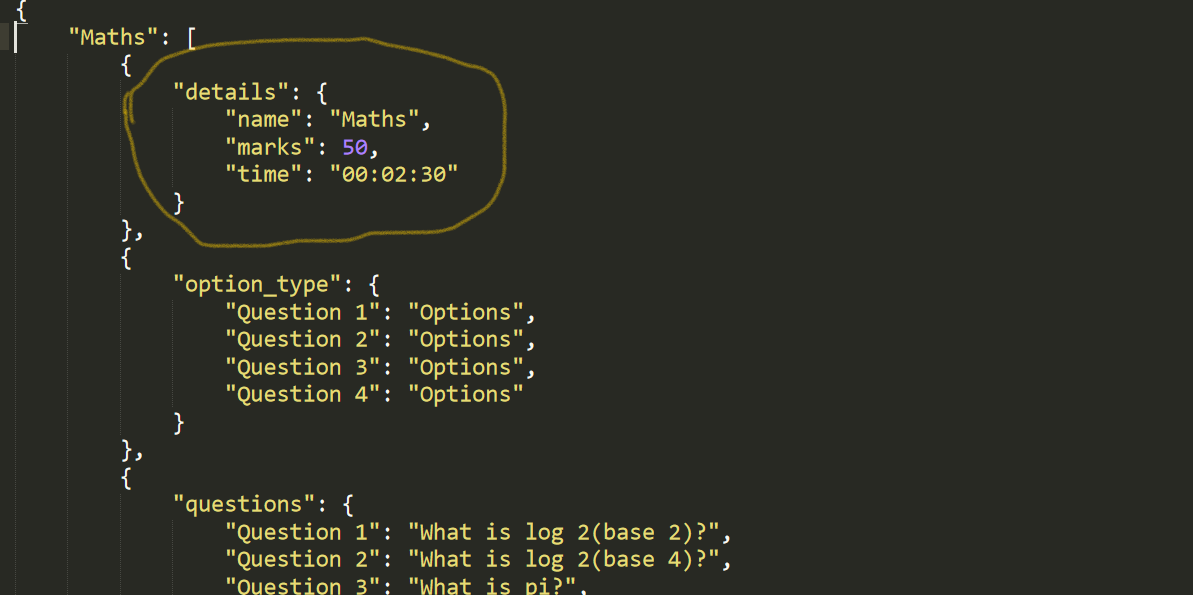 {
"Maths": [
{
"details": {
"name": "Maths",
"marks": 50,
"time": "00:02:30"
}
},
{
"option_type": {
"Question 1": "Options",
"Question 2": "Options",
"Question 3": "Options",
"Question 4": "Options"
}
},
{
"questions": {
"Question 1": "What is log 2(base 2)?",
"Question 2": "What is log 2(base 4)?",
"Question 3": "What is pi?",